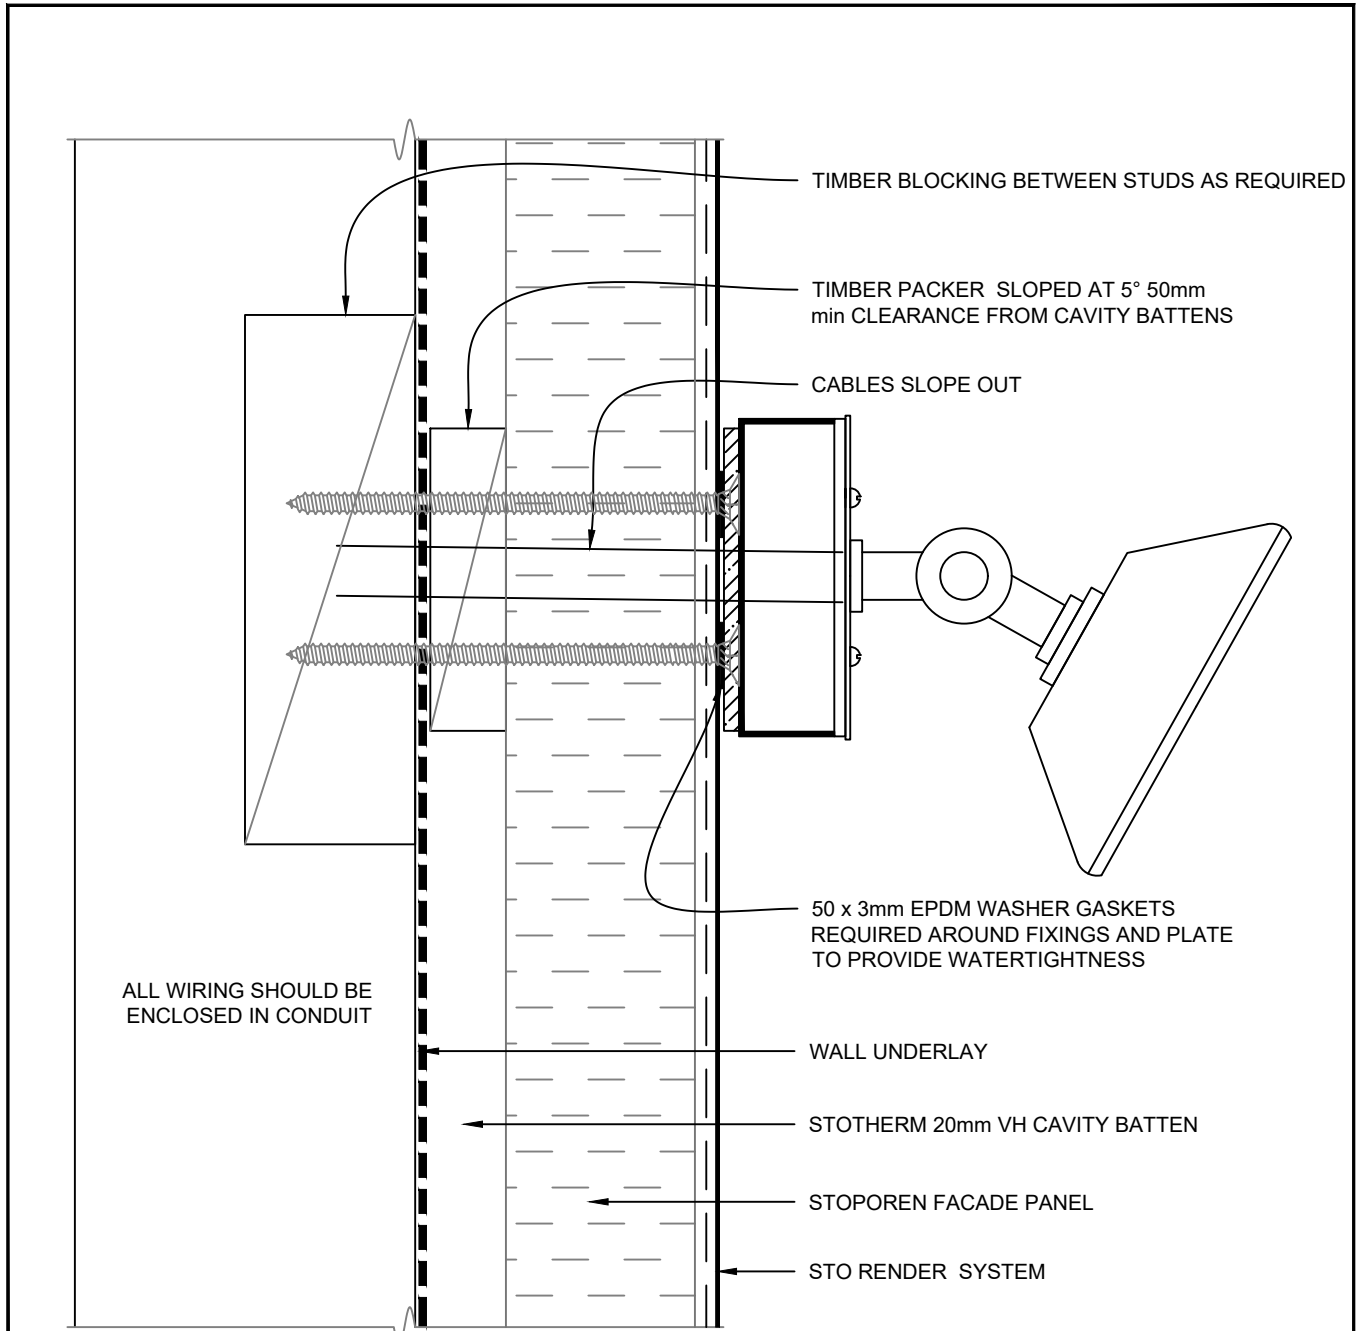 TIMBER BLOCKING BETWEEN STUDS AS REQUIRED
TIMBER PACKER SLOPED AT 5° 50mm
min CLEARANCE FROM CAVITY BATTENS
CABLES SLOPE OUT
50 x 3mm EPDM WASHER GASKETS
REQUIRED AROUND FIXINGS AND PLATE
TO PROVIDE WATERTIGHTNESS
ALL WIRING SHOULD BE
ENCLOSED IN CONDUIT
WALL UNDERLAY
STOTHERM 20mm VH CAVITY BATTEN
STOPOREN FACADE PANEL
STO RENDER SYSTEM